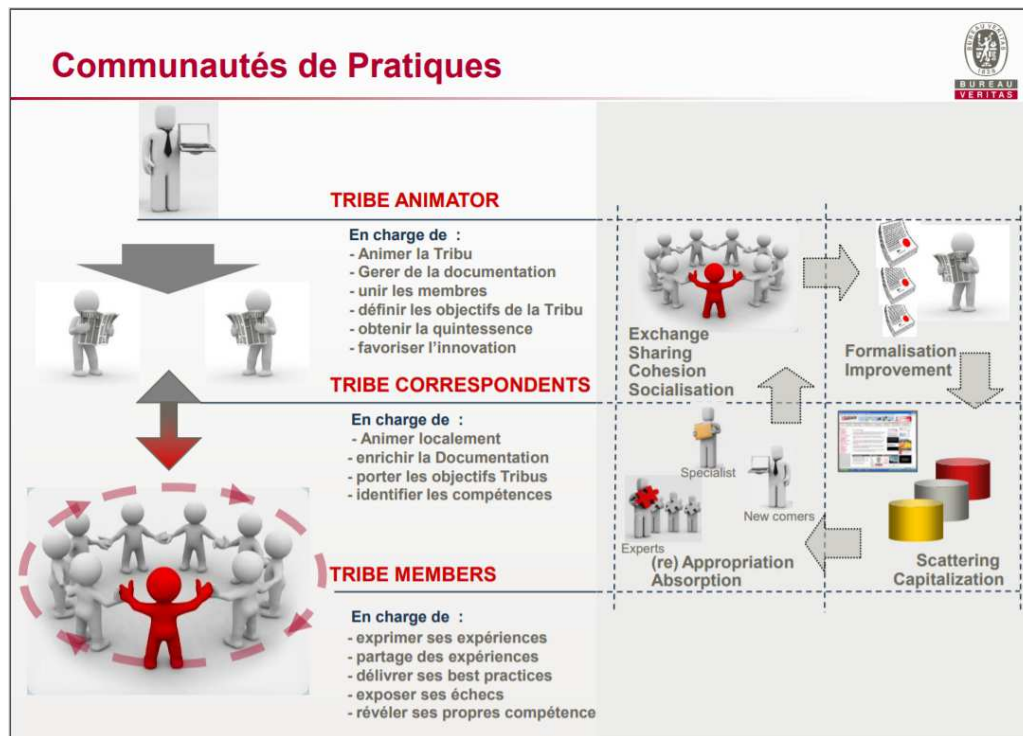 Communautés de Pratiques
BUREAU VERITAS
1828
BUREAU
VERITAS
TRIBE ANIMATOR
En charge de :
- Animer la Tribu
- Gerer de la documentation
- unir les membres
- définir les objectifs de la Tribu
- obtenir la quintessence
- favoriser l'innovation
TRIBE CORRESPONDENTS
En charge de :
- Animer localement
- enrichir la Documentation
- porter les objectifs Tribus
- identifier les compétences
TRIBE MEMBERS
En charge de :
- exprimer ses expériences
- partage des expériences
- délivrer ses best practices
- exposer ses échecs
- révéler ses propres compétence
Exchange
Sharing
Cohesion
Socialisation
Formalisation
Improvement
Specialist
New comers
Experts
(re) Appropriation
Absorption
Scattering
Capitalization